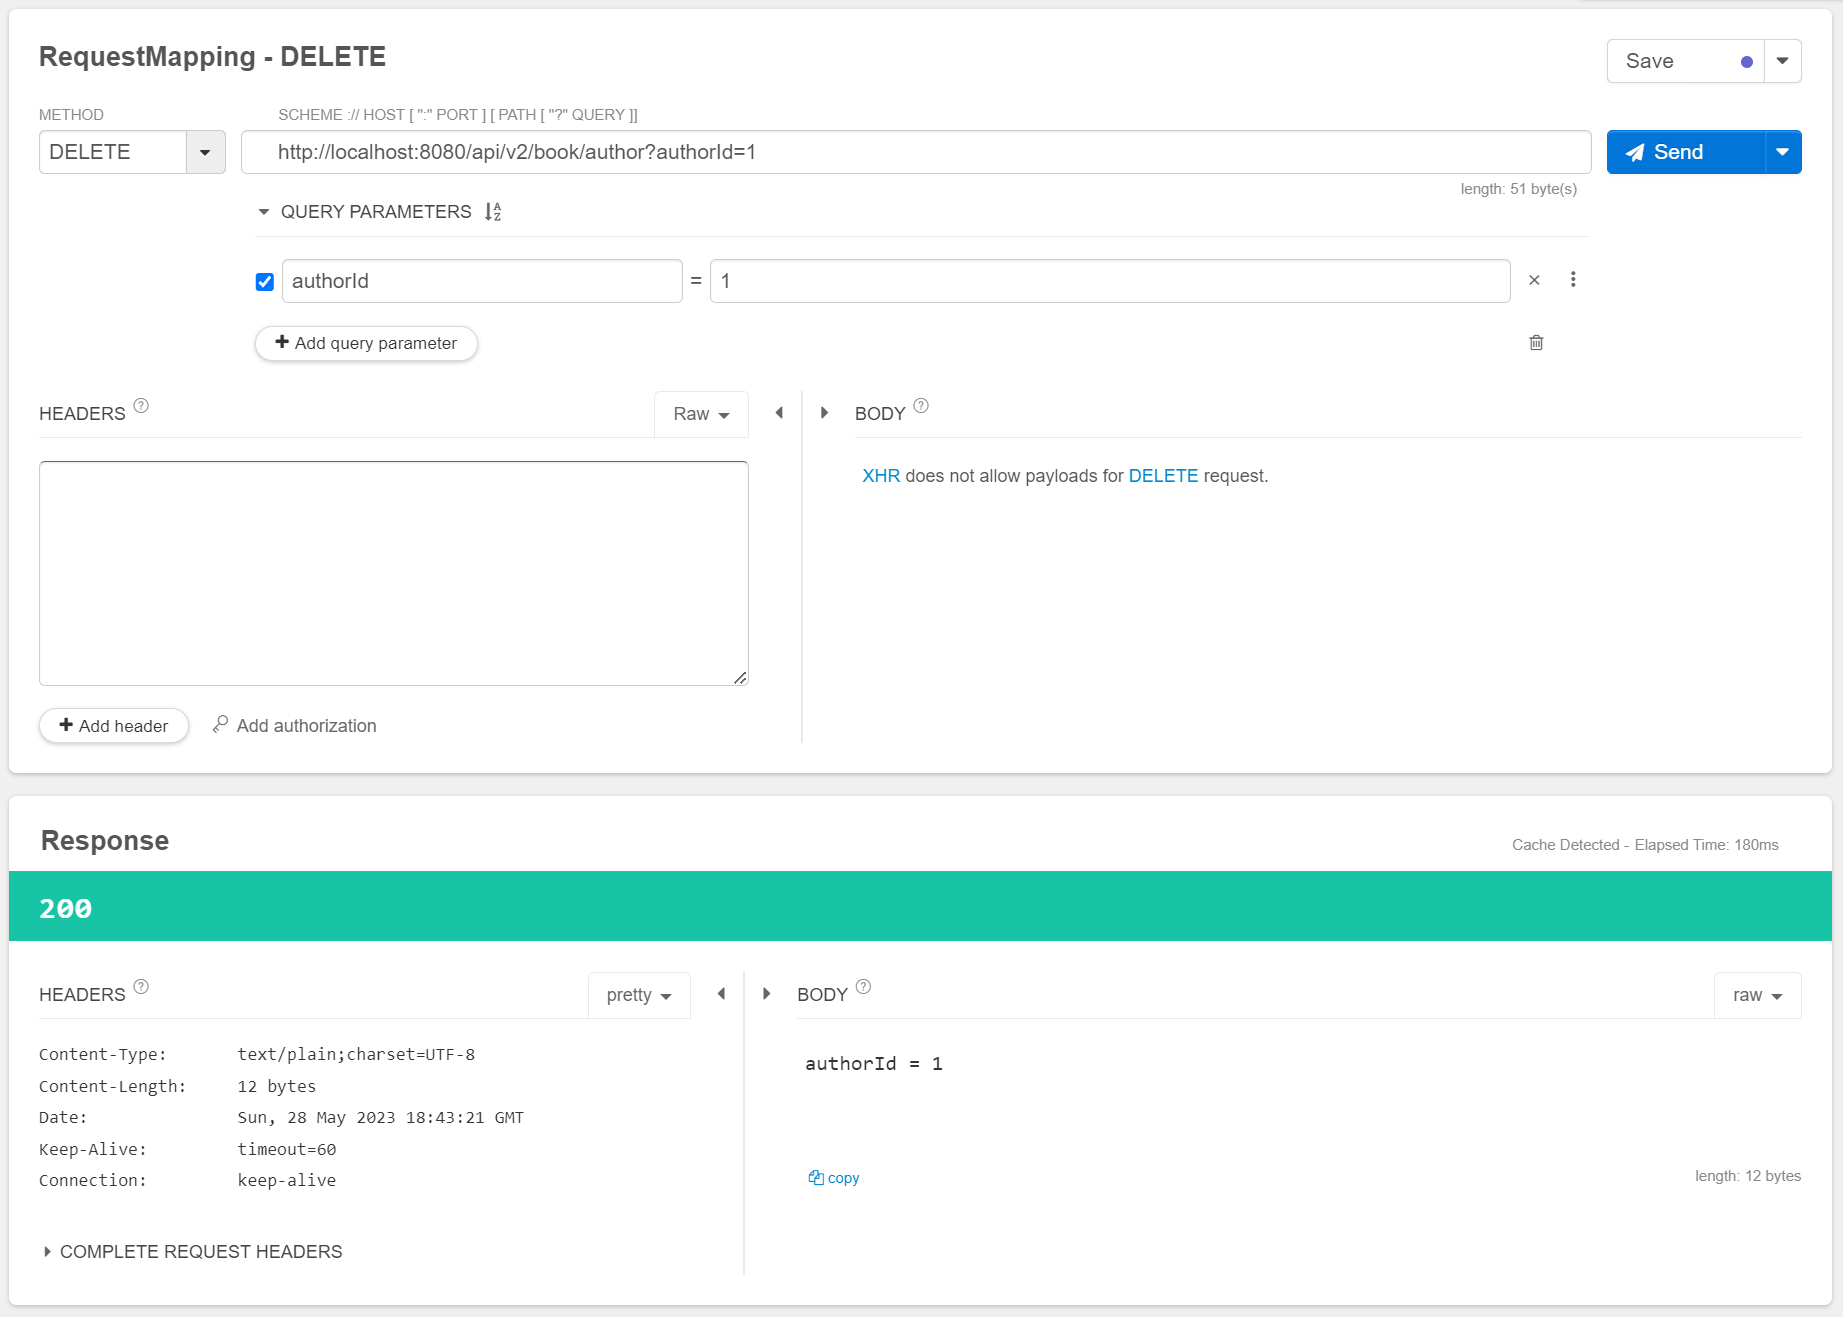 RequestMapping - DELETE
Save
METHOD
SCHEME :// HOST [ ":" PORT ] [ PATH [ "?" QUERY ]]
DELETE
http://localhost:8080/api/v2/book/author?authorId=1
Send
length: 51 byte(s)
QUERY PARAMETERS
authorId = 1
Add query parameter
HEADERS ?
Raw
BODY ?
XHR does not allow payloads for DELETE request.
Add header
Add authorization
Response
Cache Detected - Elapsed Time: 180ms
200
HEADERS ?
pretty
BODY ?
raw
Content-Type: text/plain;charset=UTF-8
Content-Length: 12 bytes
Date: Sun, 28 May 2023 18:43:21 GMT
Keep-Alive: timeout=60
Connection: keep-alive
authorId = 1
copy
length: 12 bytes
COMPLETE REQUEST HEADERS